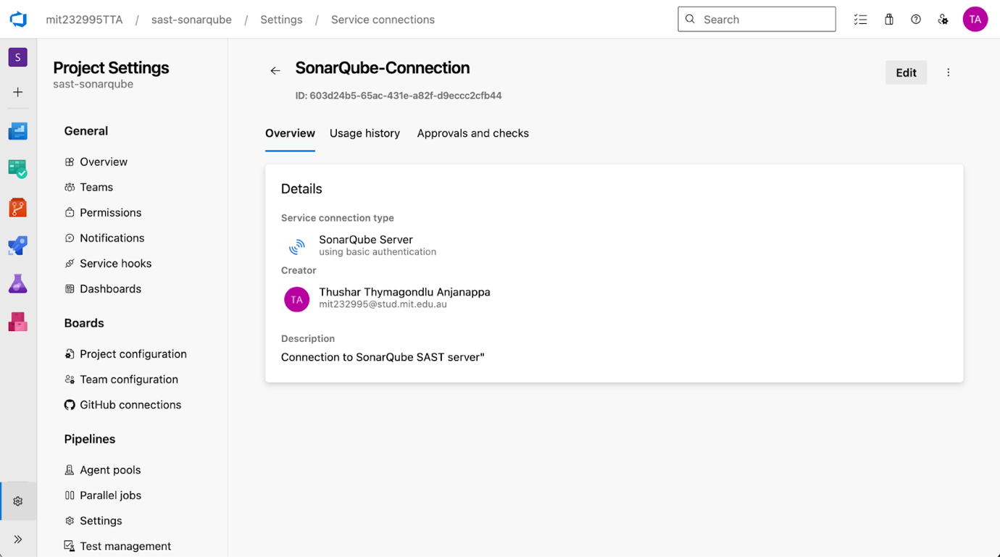 mit232995TTA / sast-sonarqube / Settings / Service connections
Search
TA
S
Project Settings
sast-sonarqube
General
Overview
Teams
Permissions
Notifications
Service hooks
Dashboards
Boards
Project configuration
Team configuration
GitHub connections
Pipelines
Agent pools
Parallel jobs
Settings
Test management
SonarQube-Connection
ID: 603d24b5-65ac-431e-a82f-d9eccc2cfb44
Edit
Overview Usage history Approvals and checks
Details
Service connection type
SonarQube Server
using basic authentication
Creator
TA
Thushar Thymagondlu Anjanappa
mit232995@stud.mit.edu.au
Description
Connection to SonarQube SAST server"